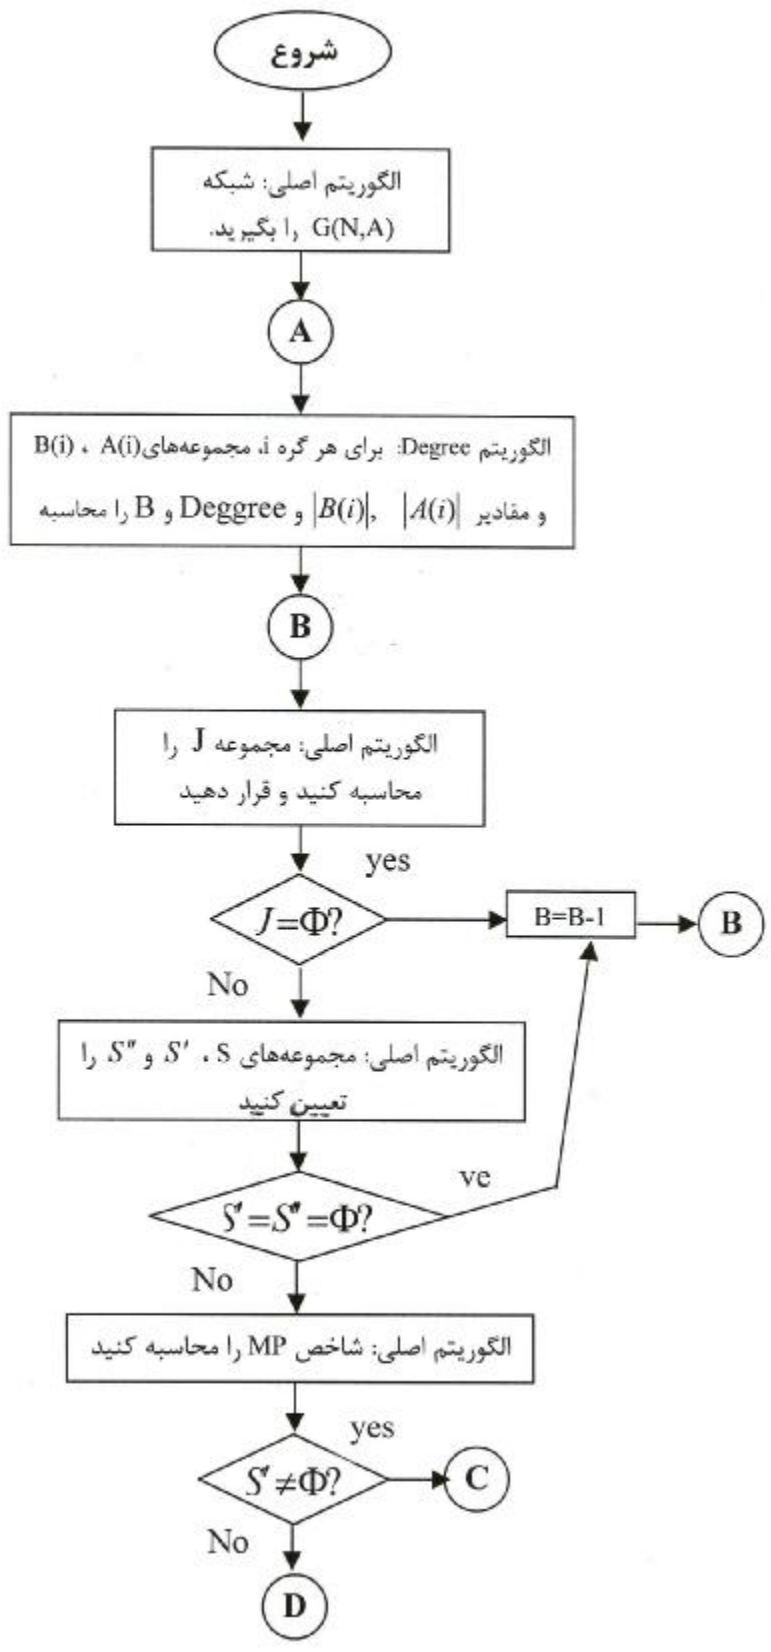 شروع
الگوریتم اصلی: شبکه
G(N,A) را بگیرید.
A
الگوریتم Degree: برای هر گره i، مجموعه‌های A(i) ، B(i)
و مقادیر |A(i)| ,|B(i)| و Deggree و B را محاسبه
B
الگوریتم اصلی: مجموعه J را
محاسبه کنید و قرار دهید
yes
J=Φ?
B=B-1
B
No
الگوریتم اصلی: مجموعه‌های S ، S′ و S″ را
تعیین کنید
ve
S′=S″=Φ?
No
الگوریتم اصلی: شاخص MP را محاسبه کنید
yes
S′≠Φ?
C
No
D